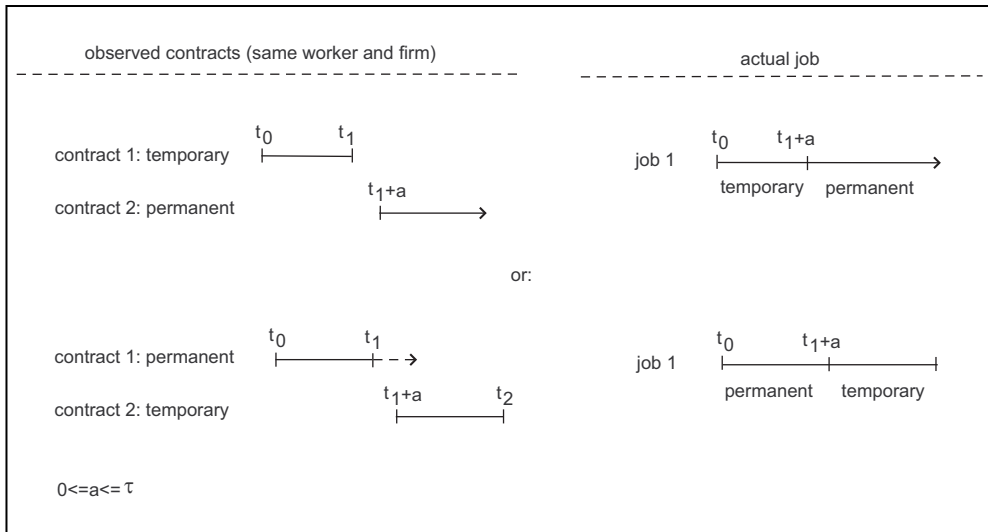 observed contracts (same worker and firm)
actual job
t0 t1
contract 1: temporary
t1+a
contract 2: permanent
t0 t1+a
job 1
temporary permanent
or:
t0 t1
contract 1: permanent
t1+a t2
contract 2: temporary
t0 t1+a
job 1
permanent temporary
0<=a<= τ